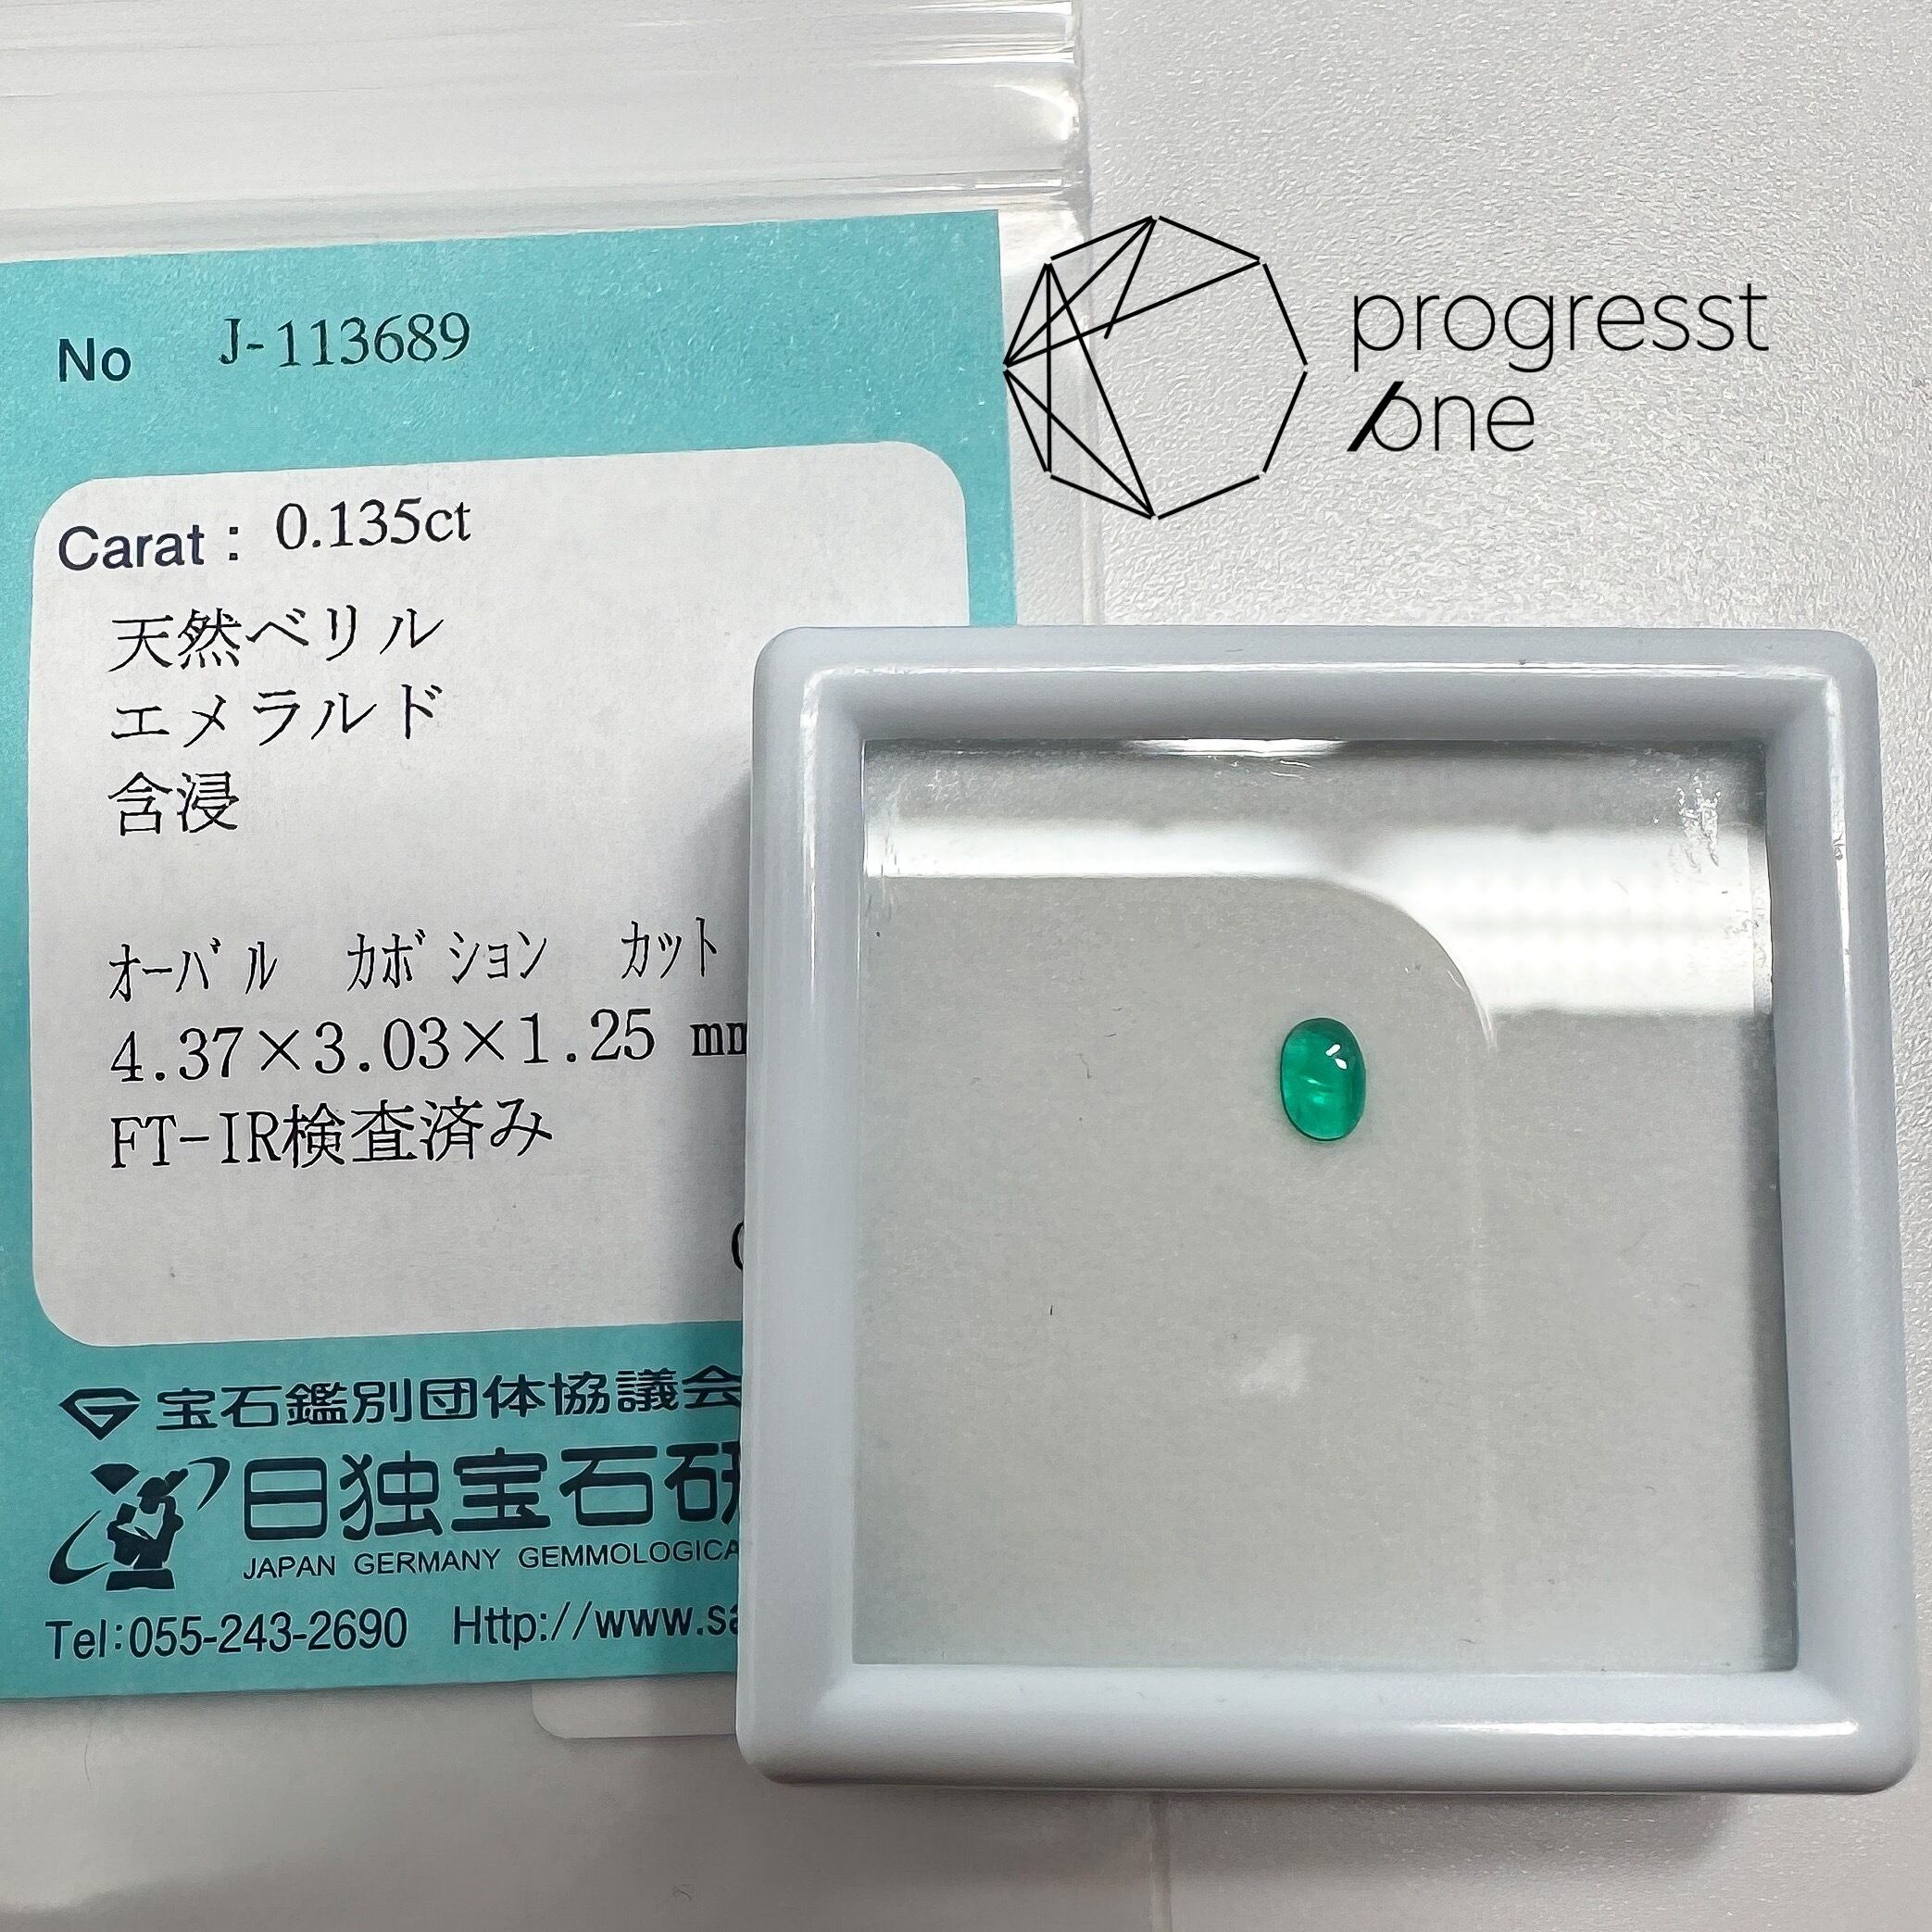 No J-113689
Carat : 0.135ct
天然ベリル
エメラルド
含浸
オーバル カボション カット
4.37×3.03×1.25 mm
FT-IR検査済み
宝石鑑別団体協議会
日独宝石研
JAPAN GERMANY GEMMOLOGICA
Tel:055-243-2690 Http://www.sa
progresst
one